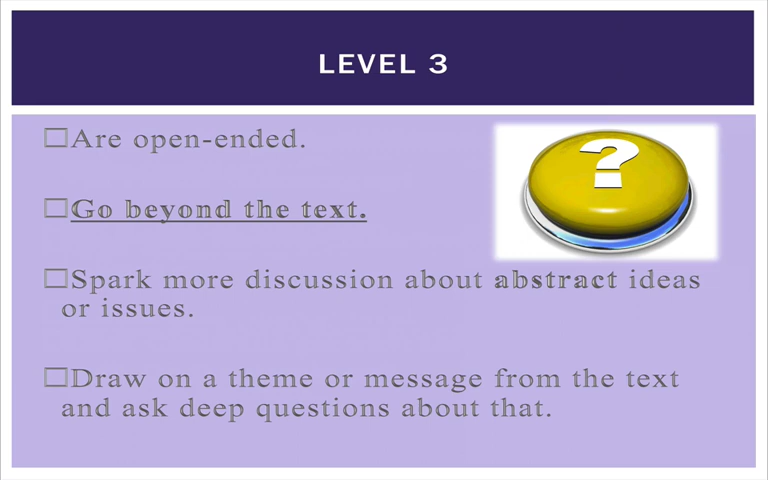 LEVEL 3
☐Are open-ended.
?
☐Go beyond the text.
☐Spark more discussion about abstract ideas
or issues.
☐Draw on a theme or message from the text
and ask deep questions about that.